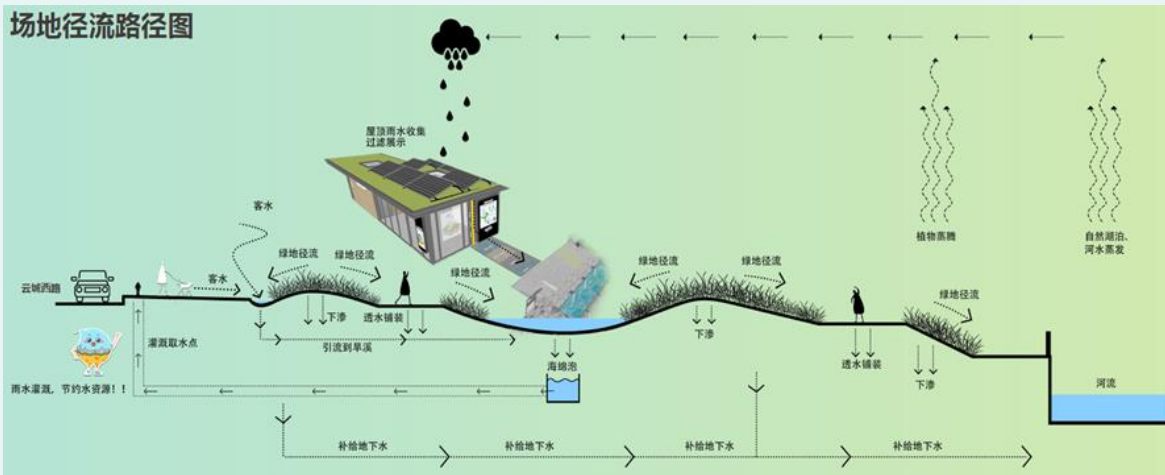 场地径流路径图
屋顶雨水收集
过滤展示
客水
植物蒸腾
自然湖泊、
河水蒸发
绿地径流
绿地径流
绿地径流
绿地径流
绿地径流
客水
云城西路
下渗
透水铺装
下渗
灌溉取水点
引流到旱溪
海绵泡
透水铺装
下渗
河流
雨水灌溉，节约水资源！！
补给地下水
补给地下水
补给地下水
补给地下水